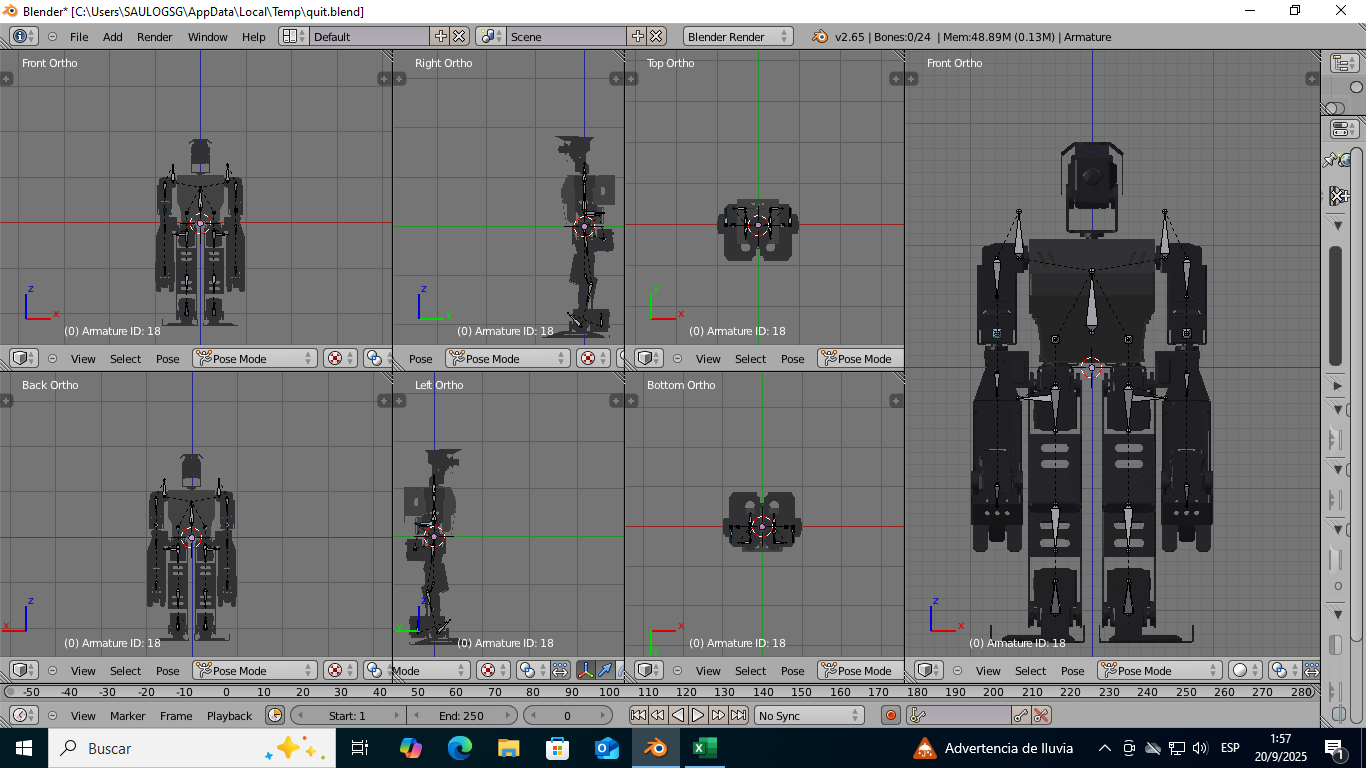 Blender* [C:\Users\SAULOGSG\AppData\Local\Temp\quit.blend]
File Add Render Window Help Default Scene Blender Render v2.65 | Bones:0/24 | Mem:48.89M (0.13M) | Armature
Front Ortho Right Ortho Top Ortho Front Ortho
z x z y y x
(0) Armature ID: 18 (0) Armature ID: 18 (0) Armature ID: 18
View Select Pose Pose Mode Pose Pose Mode View Select Pose Pose Mode
Back Ortho Left Ortho Bottom Ortho
z x z y x y z x
(0) Armature ID: 18 (0) Armature ID: 18 (0) Armature ID: 18 (0) Armature ID: 18
View Select Pose Pose Mode Mode View Select Pose Pose Mode View Select Pose Pose Mode
-50 -40 -30 -20 -10 0 10 20 30 40 50 60 70 80 90 100 110 120 130 140 150 160 170 180 190 200 210 220 230 240 250 260 270 280
View Marker Frame Playback Start: 1 End: 250 0 No Sync
Buscar Advertencia de lluvia ESP 1:57
20/9/2025 1